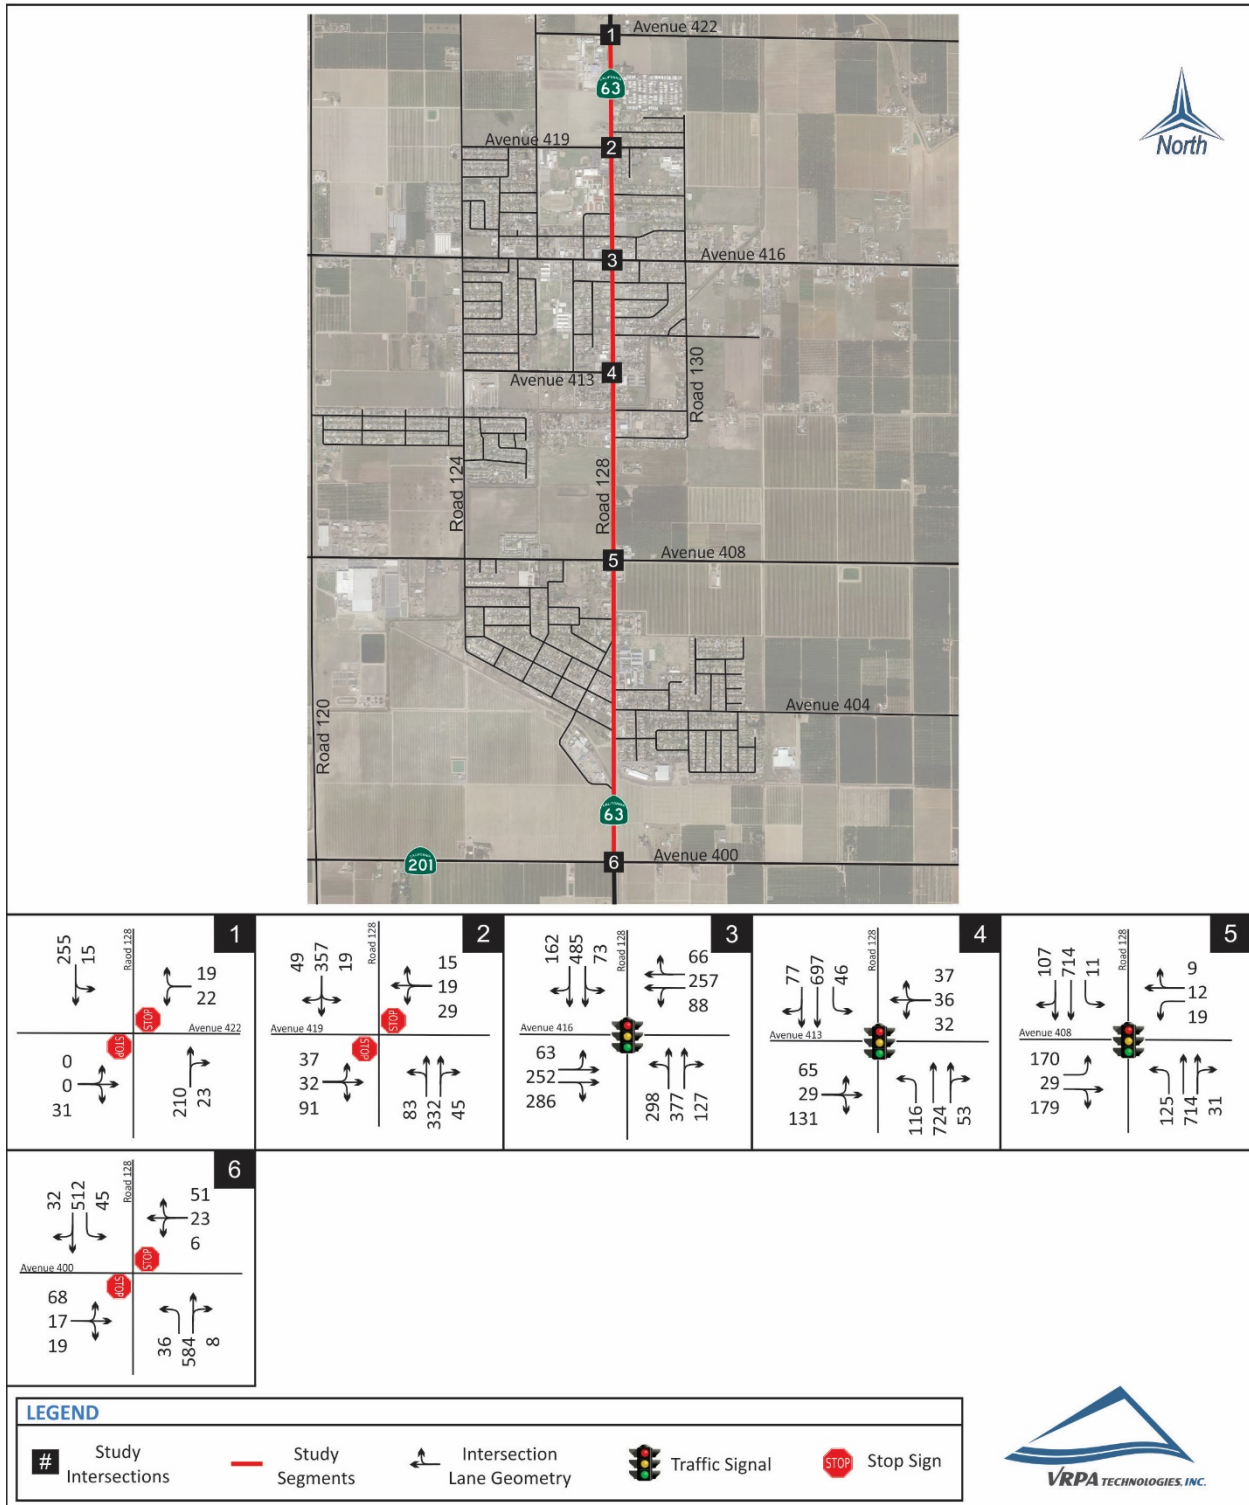 1
Avenue 422
CALIFORNIA
63
North
Avenue 419
2
3
Avenue 416
Avenue 413
4
Road 130
Road 124
Road 128
5
Avenue 408
Avenue 404
Road 120
CALIFORNIA
63
CALIFORNIA
201
6
Avenue 400
1
Raod 128
255
15
19
22
STOP
Avenue 422
STOP
0
0
31
210
23
2
Road 128
49
357
19
15
19
29
STOP
Avenue 419
STOP
37
32
91
83
332
45
3
Road 128
162
485
73
66
257
88
Avenue 416
63
252
286
298
377
127
4
Road 128
77
697
46
37
36
32
Avenue 413
65
29
131
116
724
53
5
Road 128
107
714
11
9
12
19
Avenue 408
170
29
179
125
714
31
6
Road 128
32
512
45
51
23
6
STOP
Avenue 400
STOP
68
17
19
36
584
8
LEGEND
# Study
Intersections
Study
Segments
Intersection
Lane Geometry
Traffic Signal
STOP Stop Sign
VRPA TECHNOLOGIES, INC.